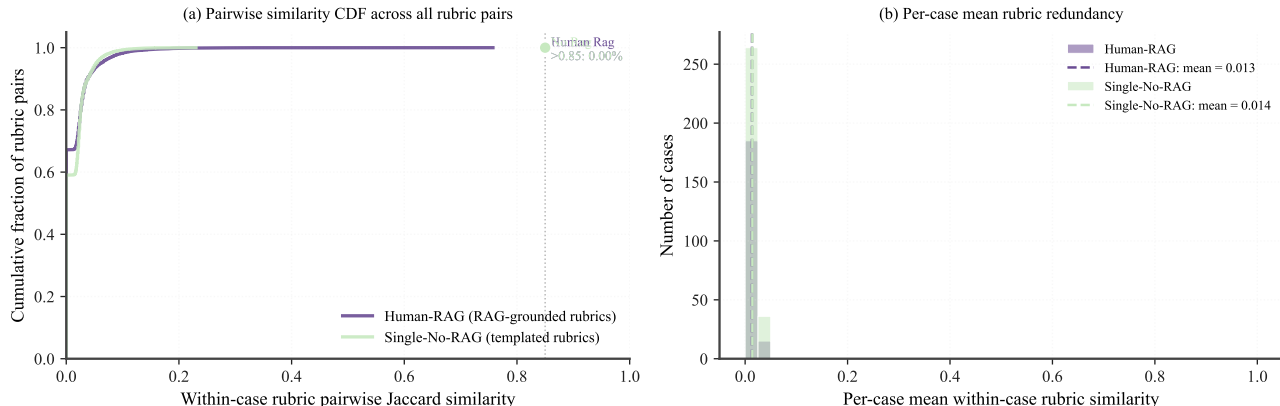 (a) Pairwise similarity CDF across all rubric pairs
Cumulative fraction of rubric pairs
1.0
0.8
0.6
0.4
0.2
0.0
Human Rag
>0.85: 0.00%
Human-RAG (RAG-grounded rubrics)
Single-No-RAG (templated rubrics)
0.0 0.2 0.4 0.6 0.8 1.0
Within-case rubric pairwise Jaccard similarity
(b) Per-case mean rubric redundancy
Number of cases
250
200
150
100
50
0
Human-RAG
Human-RAG: mean = 0.013
Single-No-RAG
Single-No-RAG: mean = 0.014
0.0 0.2 0.4 0.6 0.8 1.0
Per-case mean within-case rubric similarity